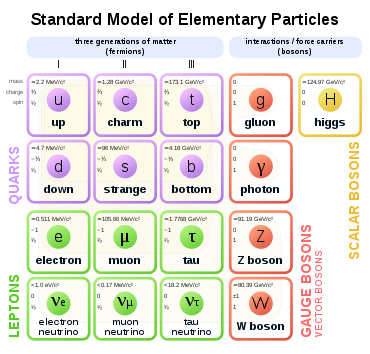 Standard Model of Elementary Particles
three generations of matter
(fermions)
interactions / force carriers
(bosons)
I II III
mass
charge
spin
≈2.2 MeV/c²
⅔
½
u
up
≈1.28 GeV/c²
⅔
½
c
charm
≈173.1 GeV/c²
⅔
½
t
top
0
0
1
g
gluon
≈124.97 GeV/c²
0
0
H
higgs
QUARKS
≈4.7 MeV/c²
−⅓
½
d
down
≈96 MeV/c²
−⅓
½
s
strange
≈4.18 GeV/c²
−⅓
½
b
bottom
0
0
1
γ
photon
SCALAR BOSONS
LEPTONS
≈0.511 MeV/c²
−1
½
e
electron
≈105.66 MeV/c²
−1
½
μ
muon
≈1.7768 GeV/c²
−1
½
τ
tau
≈91.19 GeV/c²
0
1
Z
Z boson
GAUGE BOSONS
VECTOR BOSONS
<1.0 eV/c²
0
½
νe
electron
neutrino
<0.17 MeV/c²
0
½
νμ
muon
neutrino
<18.2 MeV/c²
0
½
ντ
tau
neutrino
≈80.39 GeV/c²
±1
1
W
W boson